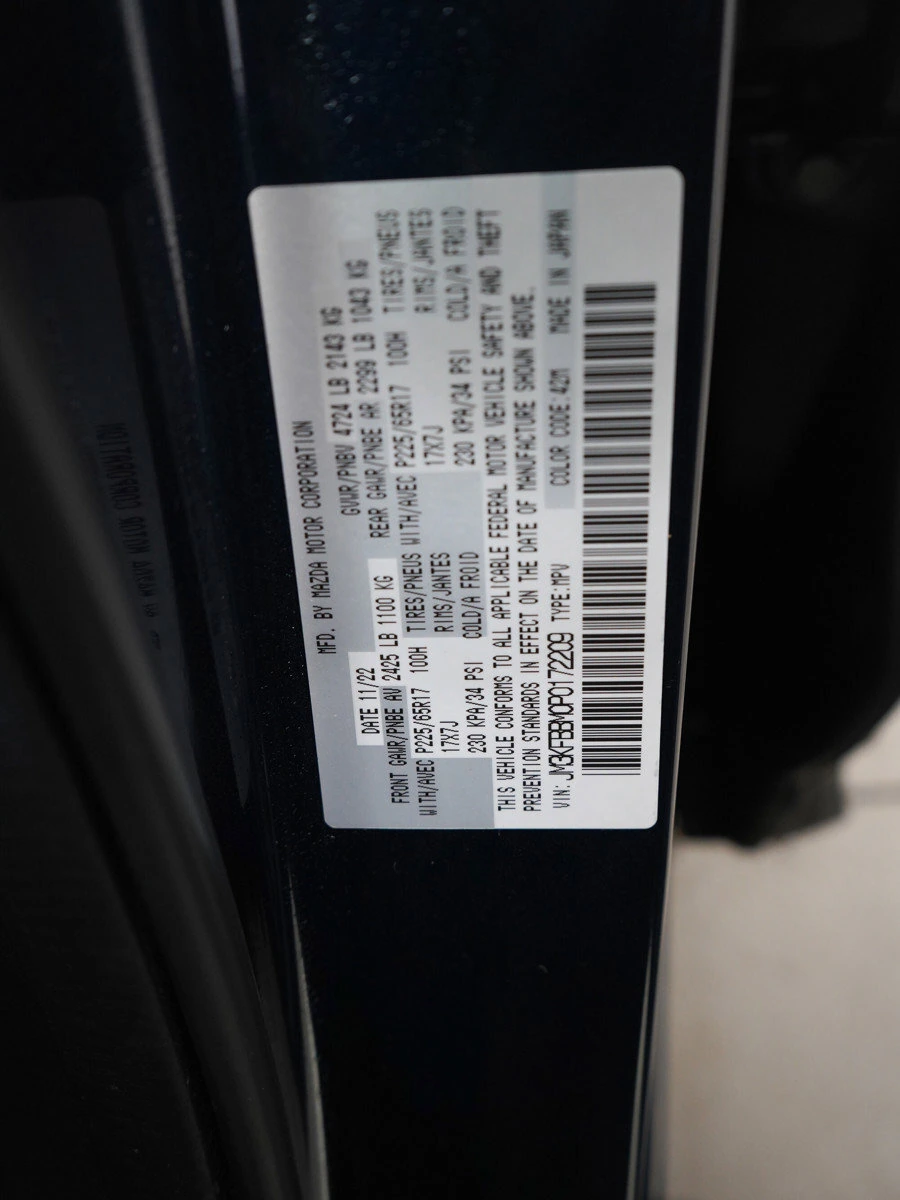 MFD. BY MAZDA MOTOR CORPORATION
DATE 11/22 GVWR/PNBV 4724 LB 2143 KG
FRONT GAWR/PNBE AV 2425 LB 1100 KG REAR GAWR/PNBE AR 2299 LB 1043 KG
WITH/AVEC P225/65R17 100H TIRES/PNEUS WITH/AVEC P225/65R17 100H TIRES/PNEUS
17X7J RIMS/JANTES 17X7J RIMS/JANTES
230 KPA/34 PSI COLD/A FROID 230 KPA/34 PSI COLD/A FROID
THIS VEHICLE CONFORMS TO ALL APPLICABLE FEDERAL MOTOR VEHICLE SAFETY AND THEFT
PREVENTION STANDARDS IN EFFECT ON THE DATE OF MANUFACTURE SHOWN ABOVE.
VIN: JM3KFBBM0P0172209 TYPE:MPV COLOR CODE 42M MADE IN JAPAN